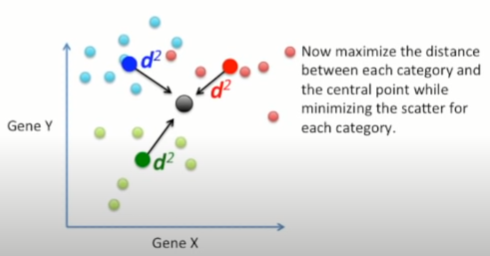 d²
Now maximize the distance
between each category and
the central point while
minimizing the scatter for
each category.
d²
Gene Y
d²
Gene X